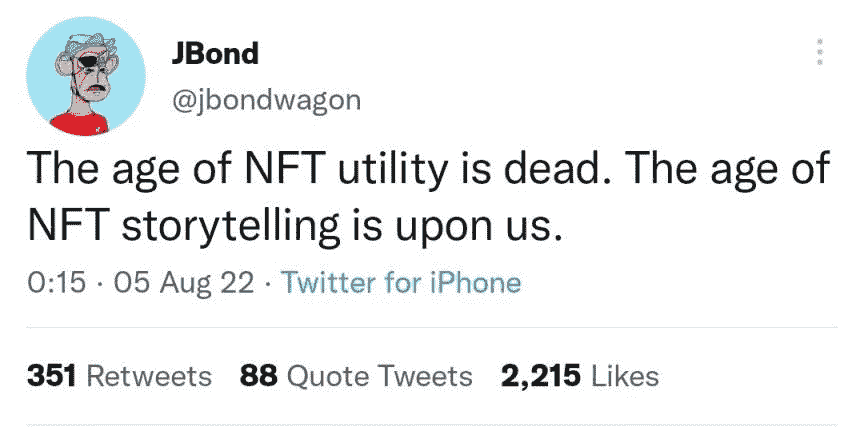 JBond
@jbondwagon
The age of NFT utility is dead. The age of
NFT storytelling is upon us.
0:15 · 05 Aug 22 · Twitter for iPhone
351 Retweets 88 Quote Tweets 2,215 Likes